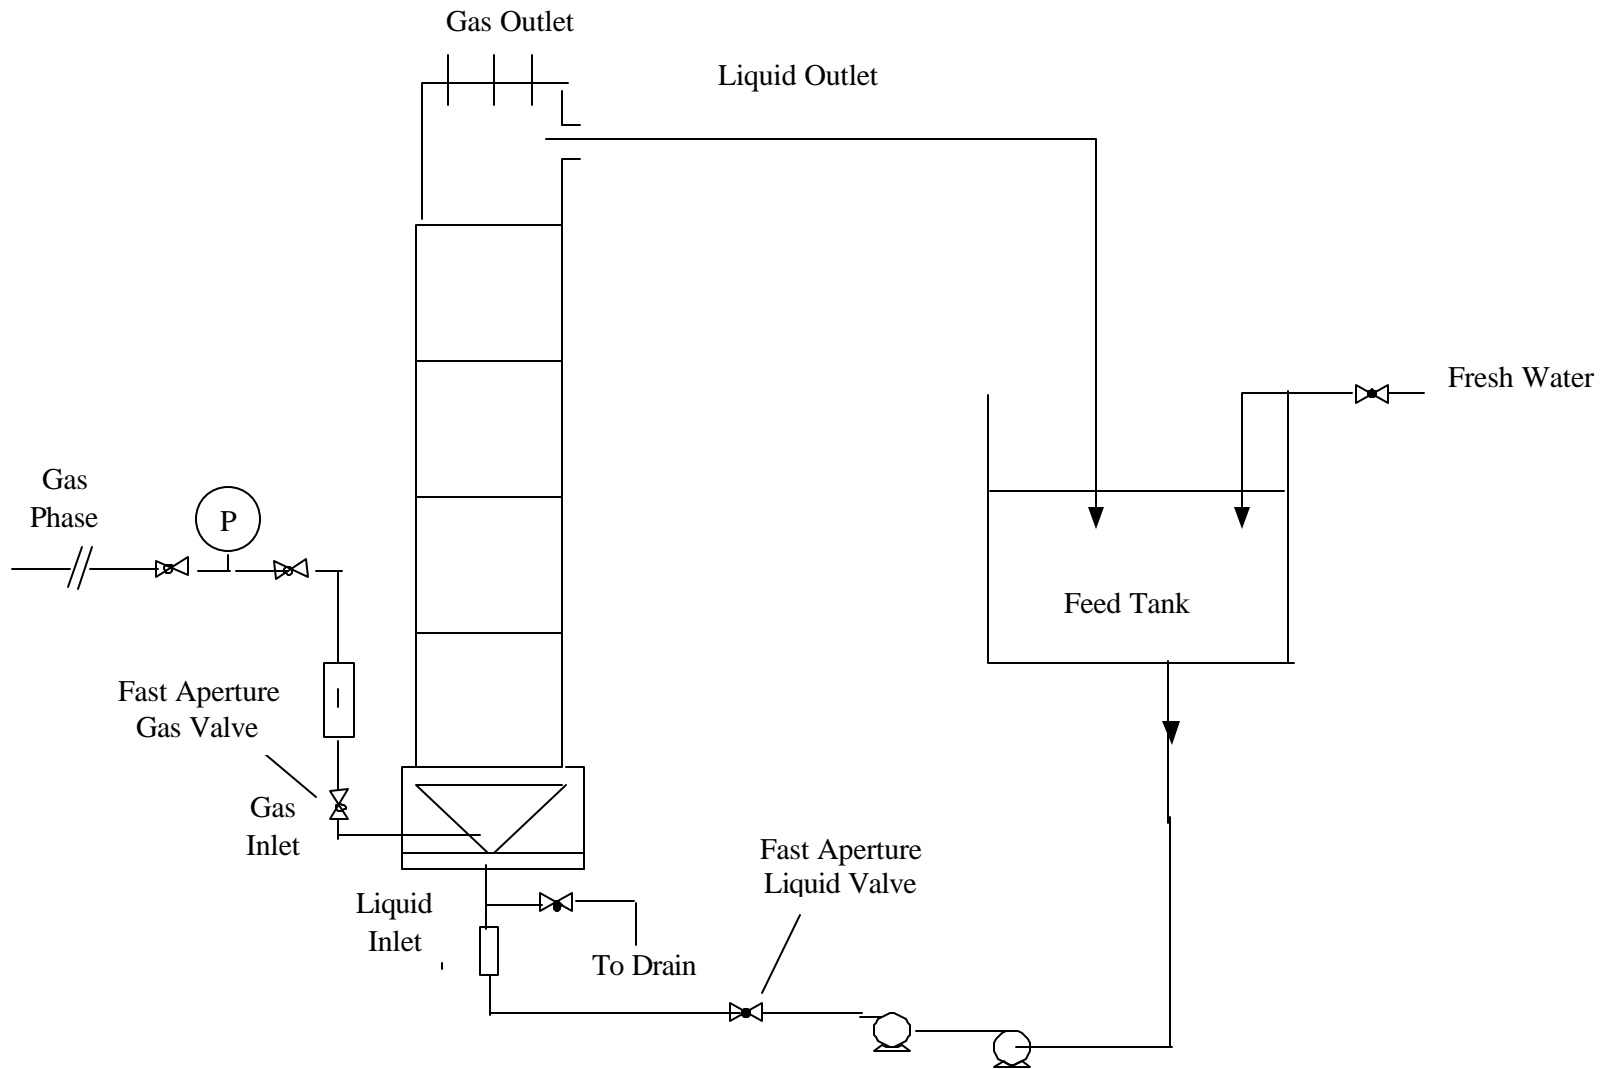 Gas Outlet
Liquid Outlet
Fresh Water
Gas
Phase
P
Feed Tank
Fast Aperture
Gas Valve
Gas
Inlet
Fast Aperture
Liquid Valve
Liquid
Inlet
To Drain